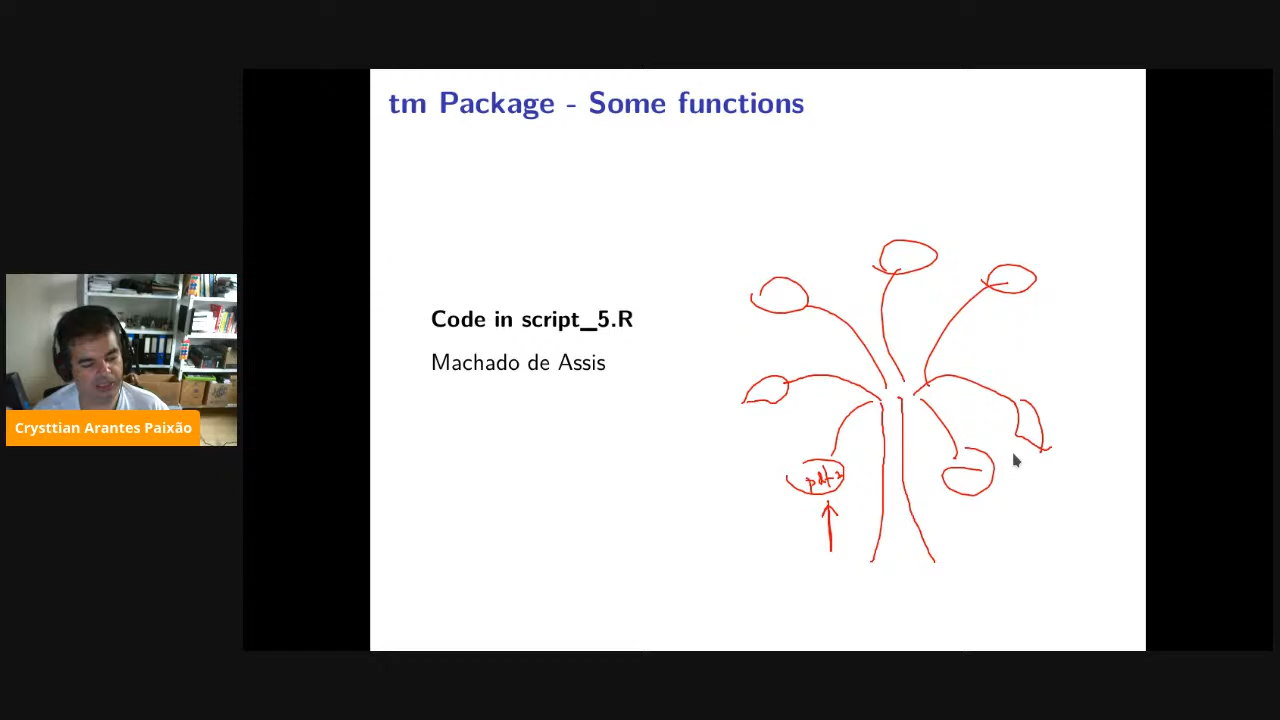 tm Package - Some functions
Code in script_5.R
Machado de Assis
Crysttian Arantes Paixão